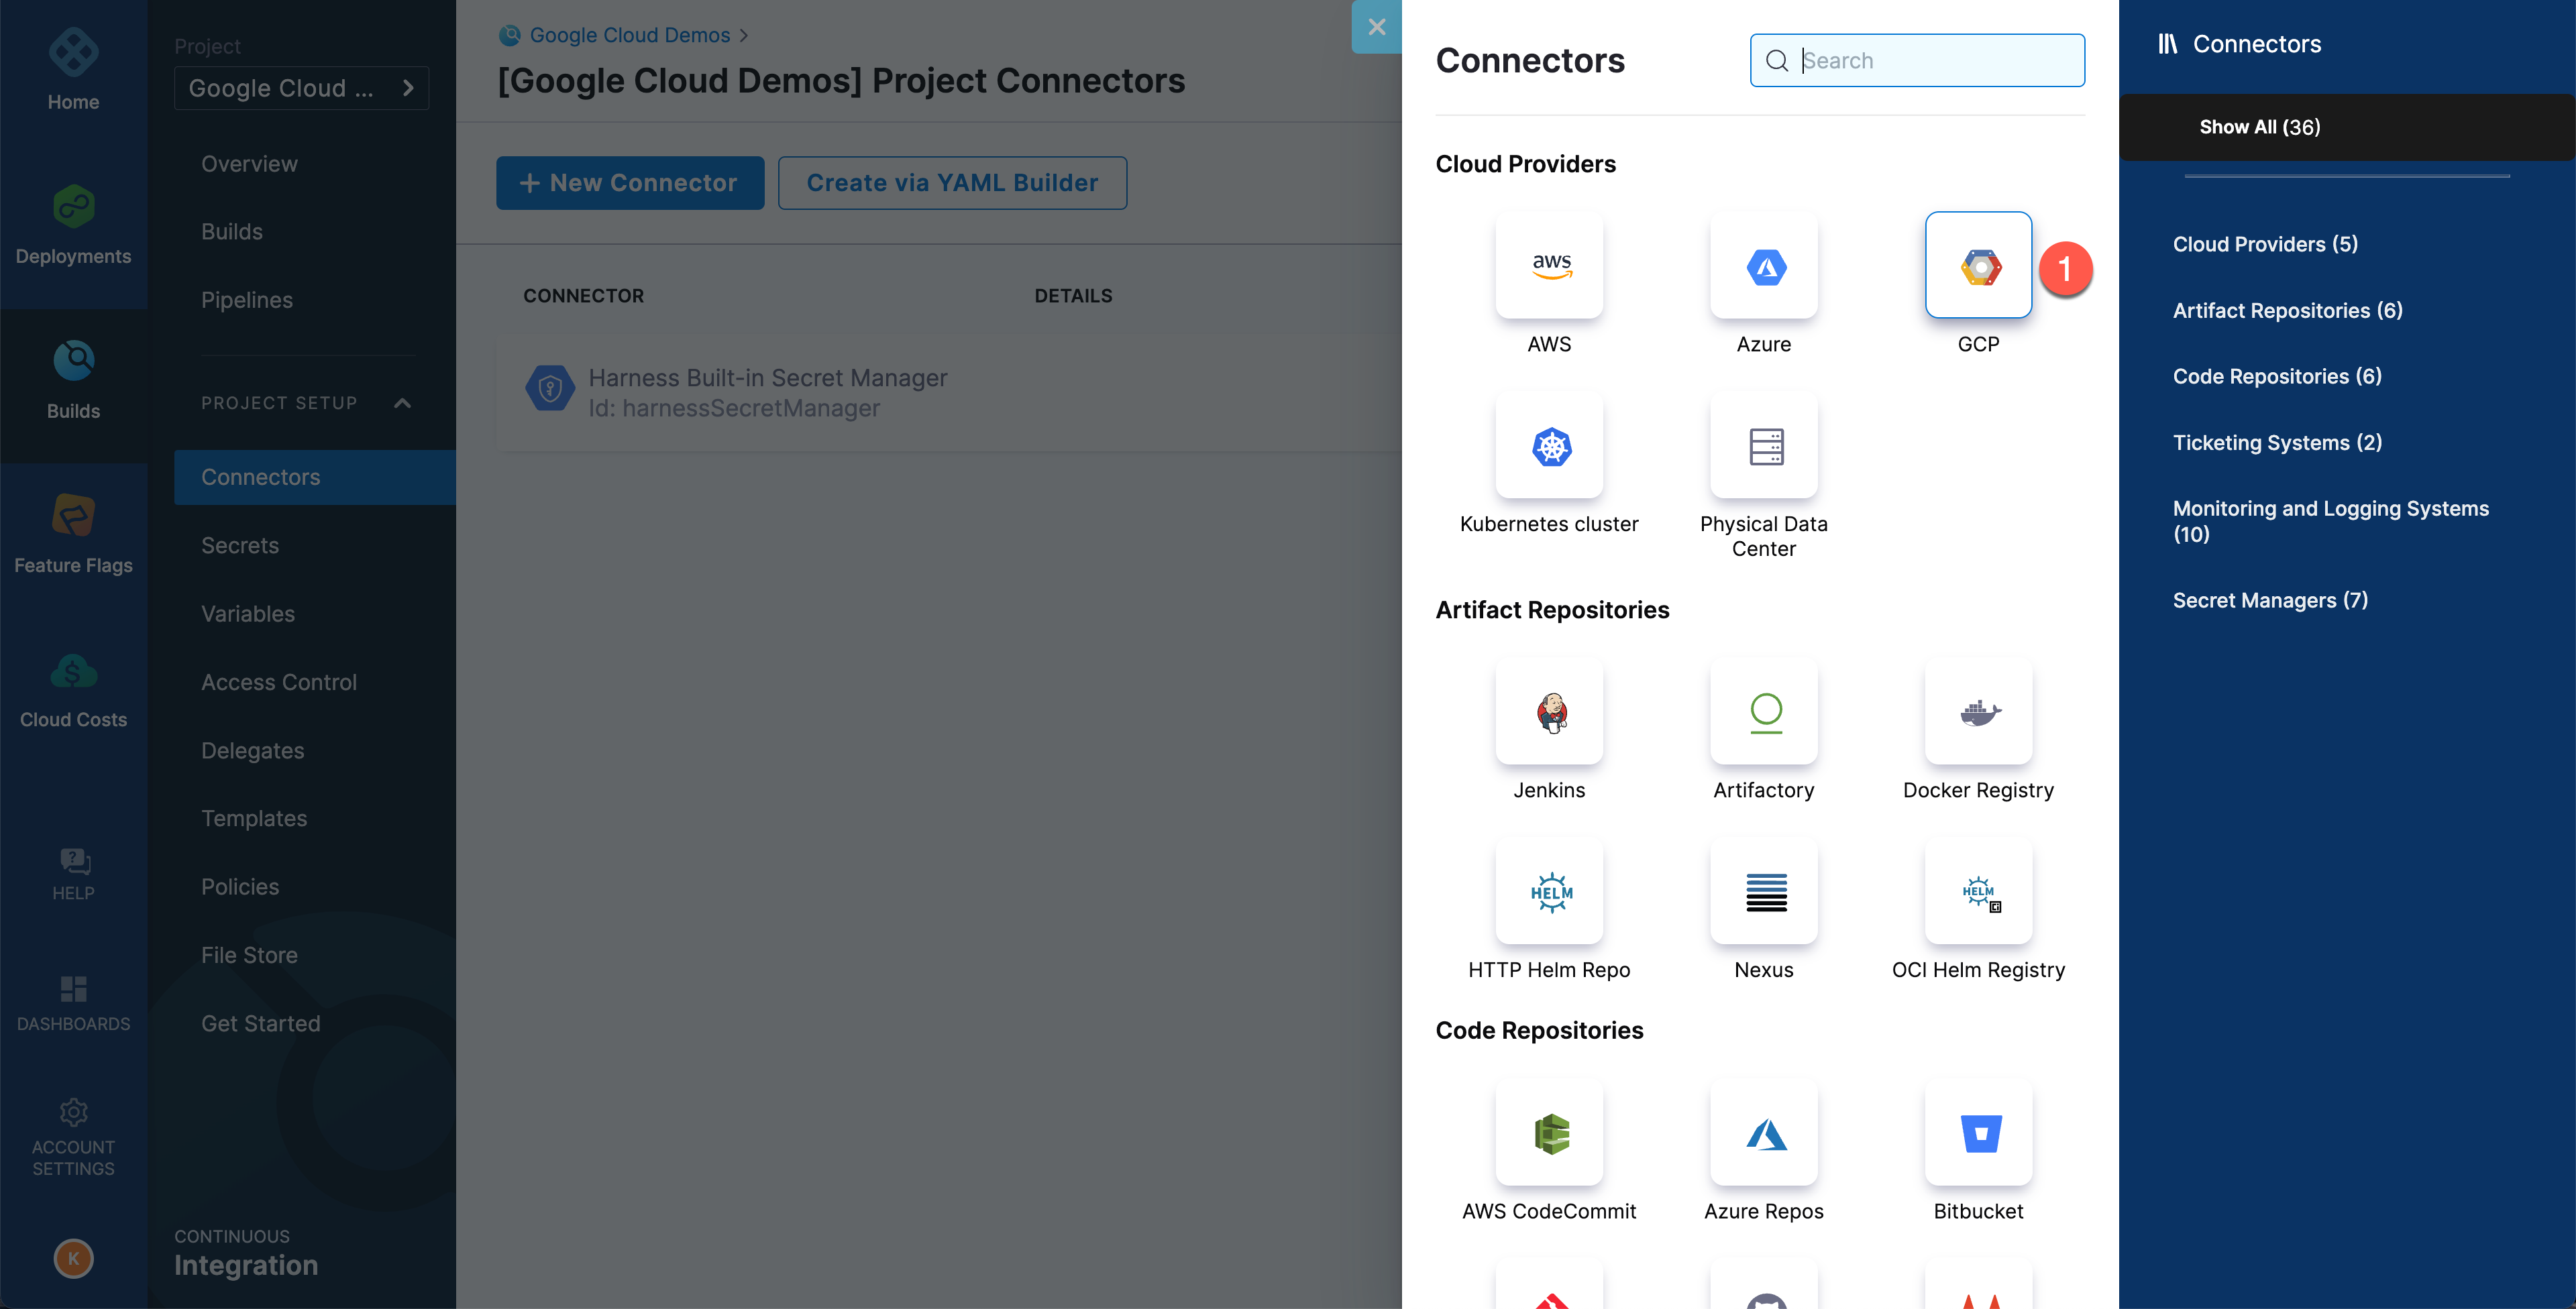 Home
Deployments
Builds
Feature Flags
Cloud Costs
HELP
DASHBOARDS
ACCOUNT
SETTINGS
K
Project
Google Cloud ...
Overview
Builds
Pipelines
PROJECT SETUP
Connectors
Secrets
Variables
Access Control
Delegates
Templates
Policies
File Store
Get Started
CONTINUOUS
Integration
Google Cloud Demos
[Google Cloud Demos] Project Connectors
+ New Connector
Create via YAML Builder
CONNECTOR
DETAILS
Harness Built-in Secret Manager
Id: harnessSecretManager
Connectors
Search
Cloud Providers
aws
1
AWS
Azure
GCP
Kubernetes cluster
Physical Data
Center
Artifact Repositories
Jenkins
Artifactory
Docker Registry
HELM
HELM
HTTP Helm Repo
Nexus
OCI Helm Registry
Code Repositories
AWS CodeCommit
Azure Repos
Bitbucket
Connectors
Show All (36)
Cloud Providers (5)
Artifact Repositories (6)
Code Repositories (6)
Ticketing Systems (2)
Monitoring and Logging Systems
(10)
Secret Managers (7)